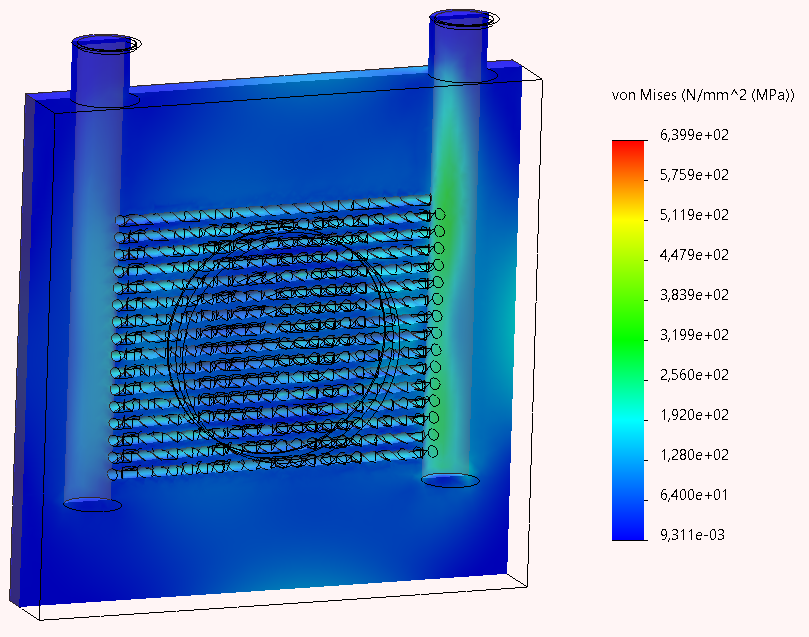 von Mises (N/mm^2 (MPa))
6,399e+02
5,759e+02
5,119e+02
4,479e+02
3,839e+02
3,199e+02
2,560e+02
1,920e+02
1,280e+02
6,400e+01
9,311e-03